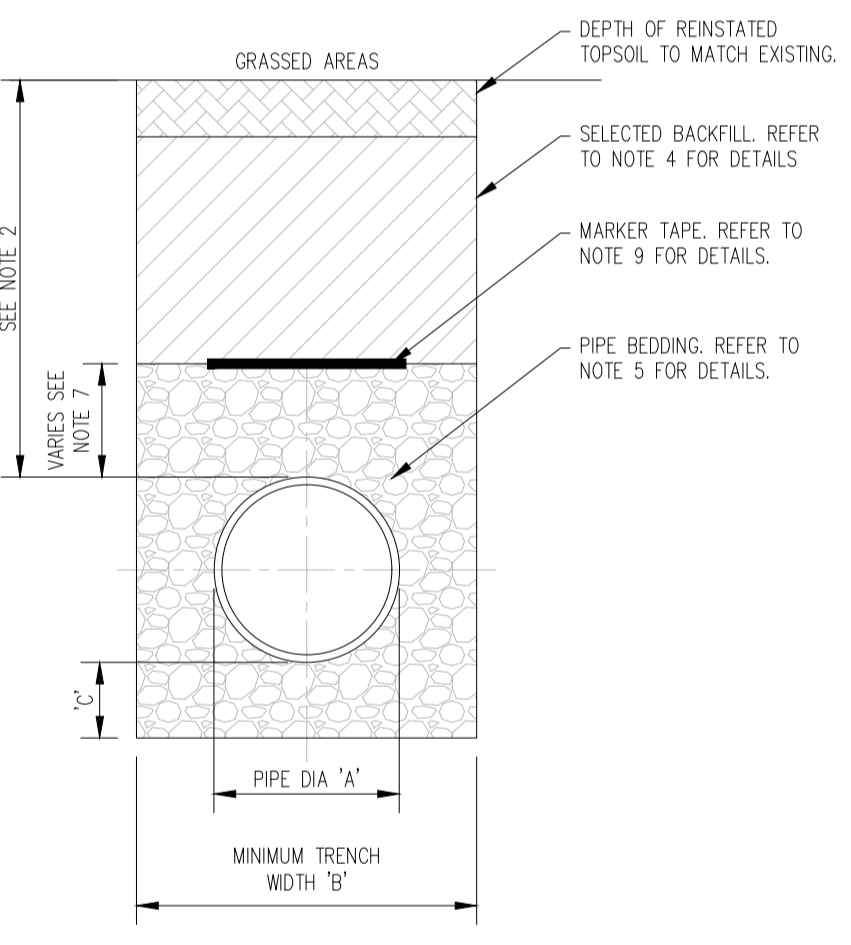 GRASSED AREAS
DEPTH OF REINSTATED
TOPSOIL TO MATCH EXISTING.
SELECTED BACKFILL. REFER
TO NOTE 4 FOR DETAILS
MARKER TAPE. REFER TO
NOTE 9 FOR DETAILS.
PIPE BEDDING. REFER TO
NOTE 5 FOR DETAILS.
SEE NOTE 2
VARIES SEE
NOTE 7
'C'
PIPE DIA 'A'
MINIMUM TRENCH
WIDTH 'B'